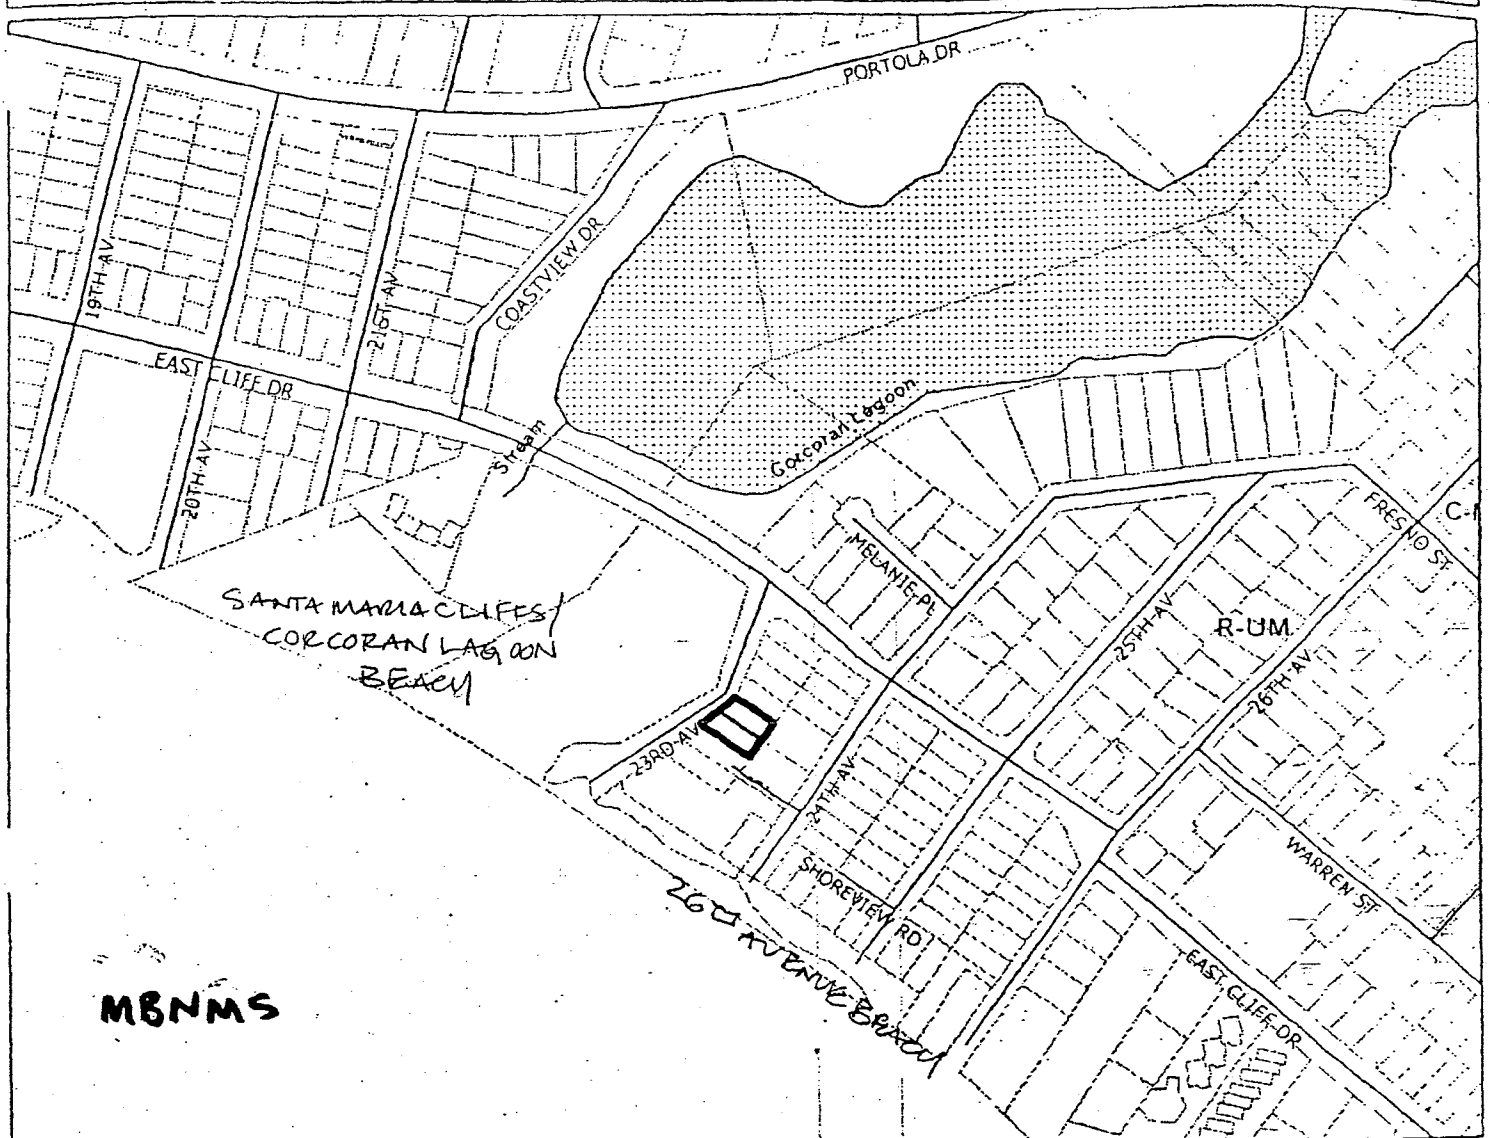 PORTOLA DR
19TH AV
21ST AV
COASTVIEW DR
EAST CLIFF DR
20TH AV
Stream
Corcoran Lagoon
FRESNO ST
MELANIE PL
25TH AV
R-UM
26TH AV
SANTA MARIA CLIFFS/
CORCORAN LAGOON
BEACH
23RD AV
24TH AV
SHOREVIEW RD
WARREN ST
26TH AVENUE BEACH
EAST CLIFF DR
MBNMS